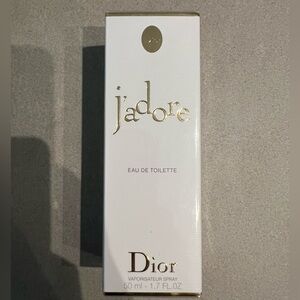 j'adore
EAU DE TOILETTE
Dior
VAPORISATEUR SPRAY
50 ml - 1.7 FL.OZ